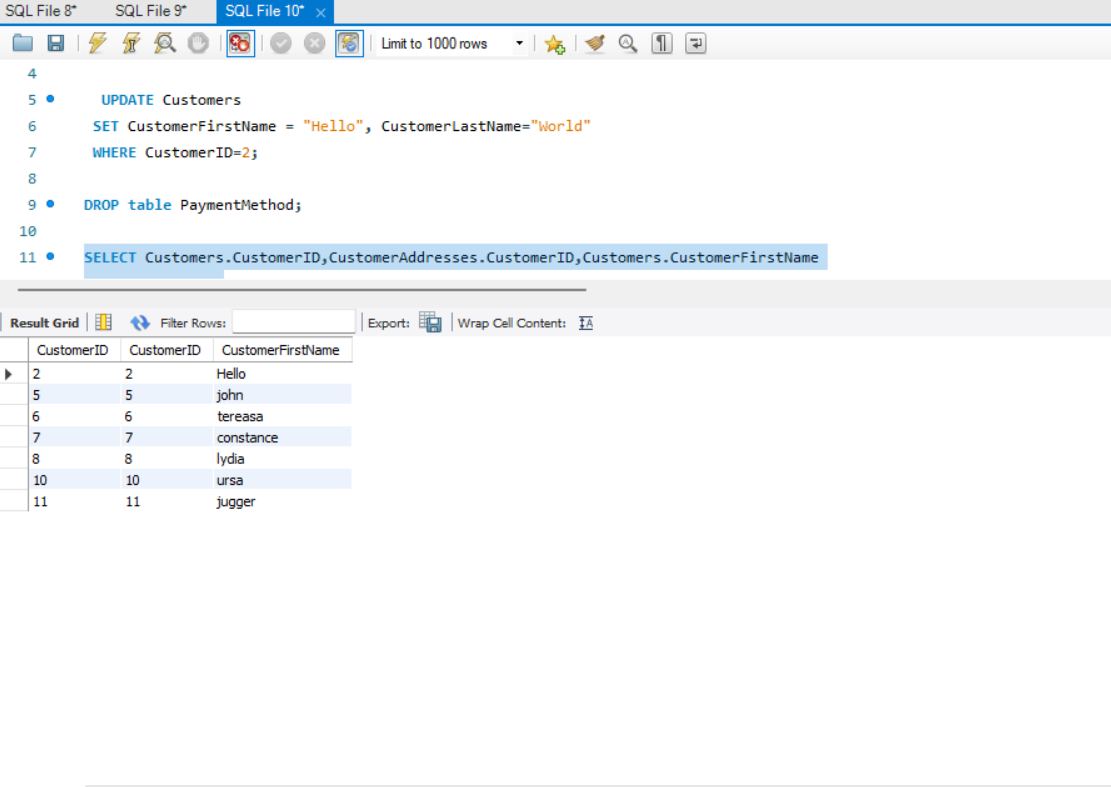 SQL File 8* SQL File 9* SQL File 10* ×
Limit to 1000 rows
4
5 UPDATE Customers
6 SET CustomerFirstName = "Hello", CustomerLastName="World"
7 WHERE CustomerID=2;
8
9 DROP table PaymentMethod;
10
11 SELECT Customers.CustomerID,CustomerAddresses.CustomerID,Customers.CustomerFirstName
Result Grid Filter Rows: Export: Wrap Cell Content:
CustomerID CustomerID CustomerFirstName
2 2 Hello
5 5 john
6 6 tereasa
7 7 constance
8 8 lydia
10 10 ursa
11 11 jugger